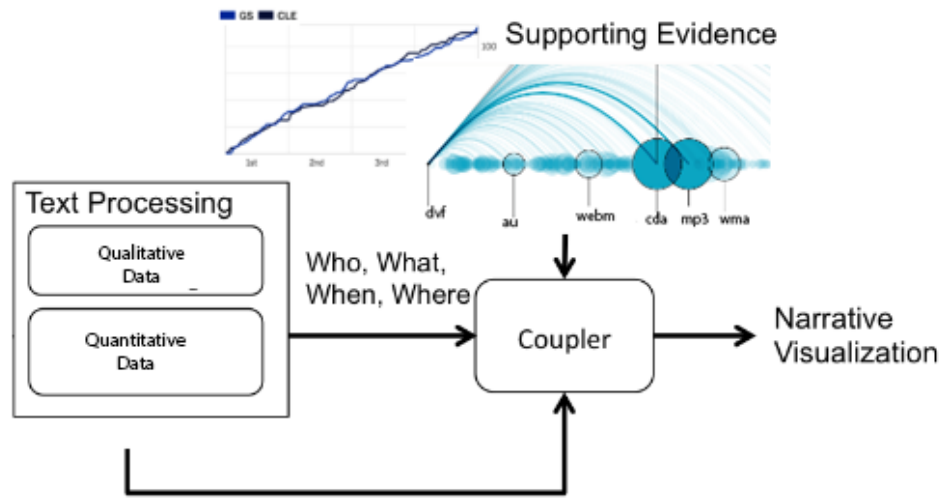 GS CLE
100
1st 2nd 3rd
Supporting Evidence
dvf au webm cda mp3 wma
Text Processing
Qualitative
Data
Quantitative
Data
Who, What,
When, Where
Coupler
Narrative
Visualization